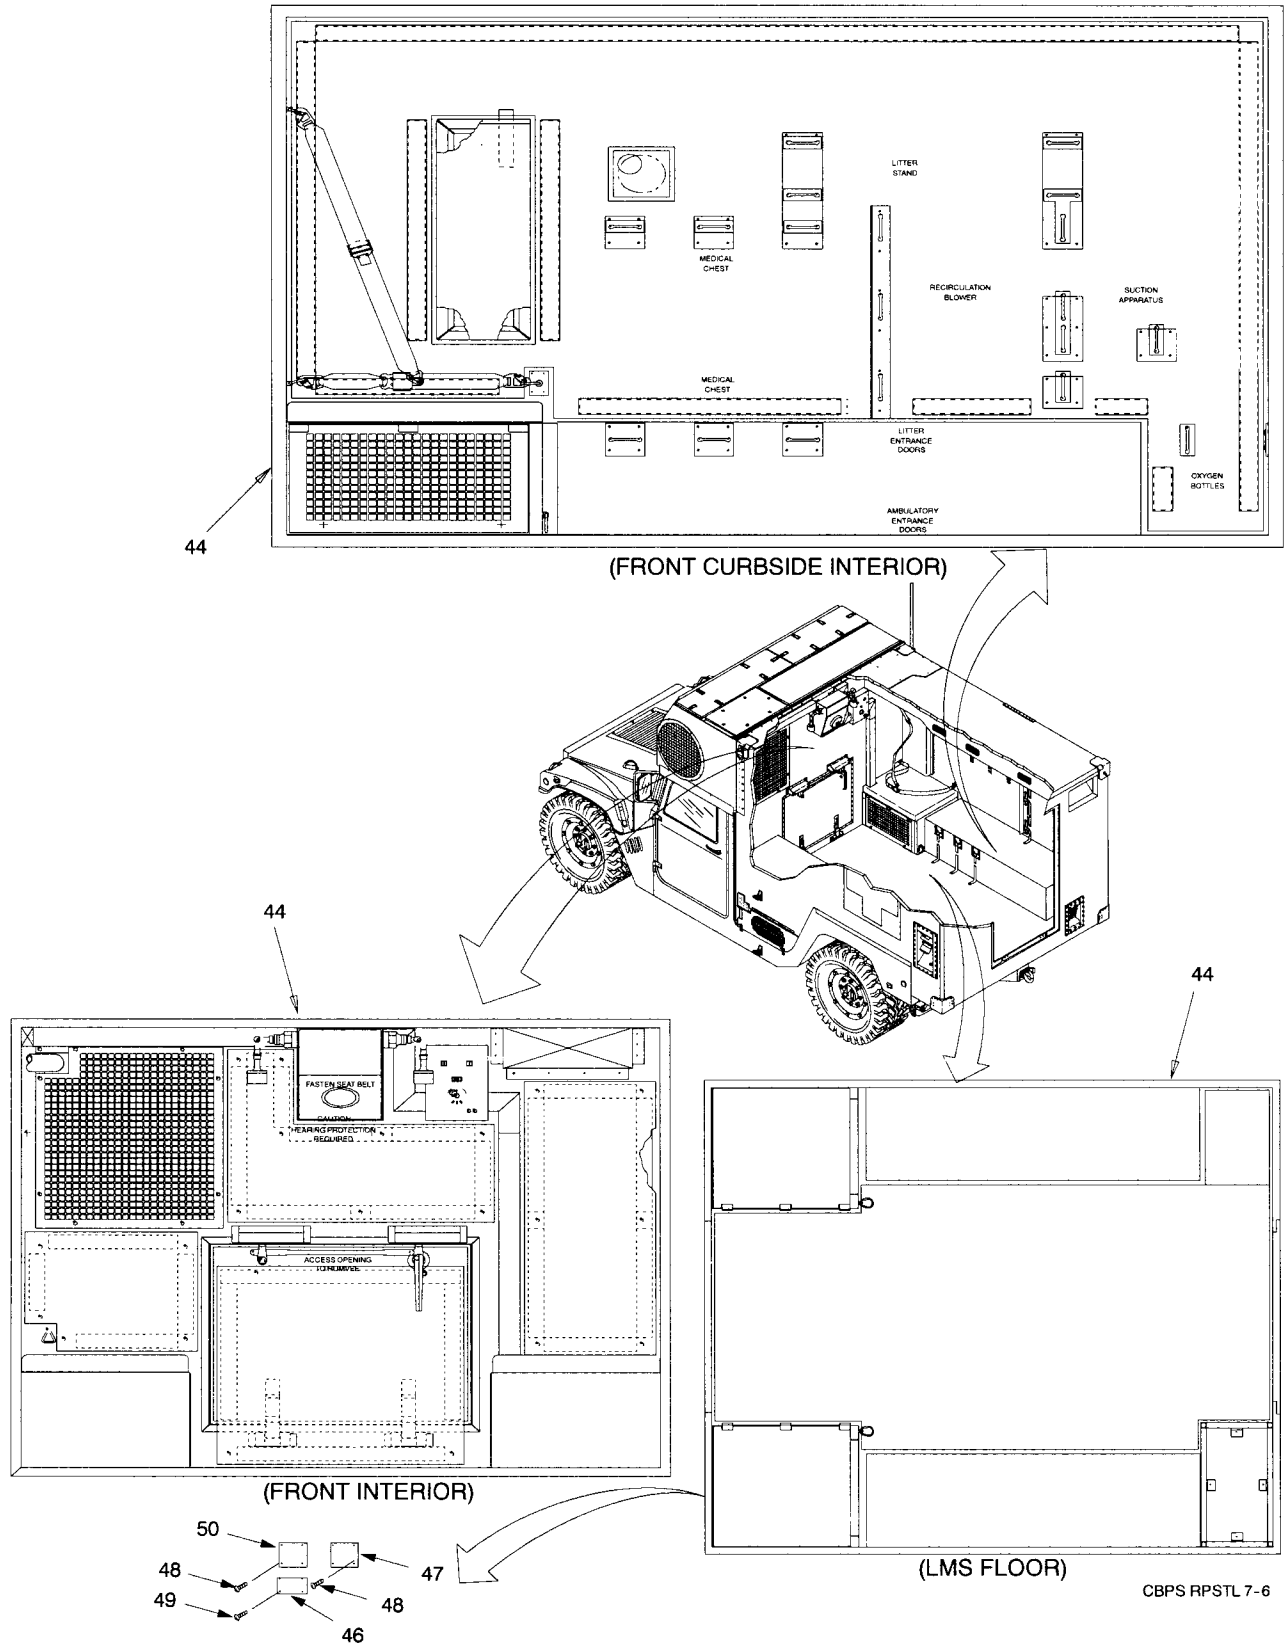 LITTER
STAND
MEDICAL
CHEST
RECIRCULATION
BLOWER
SUCTION
APPARATUS
MEDICAL
CHEST
LITTER
ENTRANCE
DOORS
OXYGEN
BOTTLES
AMBULATORY
ENTRANCE
DOORS
44
(FRONT CURBSIDE INTERIOR)
44
44
FASTEN SEAT BELT
CAUTION
HEARING PROTECTION
REQUIRED
ACCESS OPENING
TO HUMVEE
(FRONT INTERIOR)
50
48
49
47
48
46
(LMS FLOOR)
CBPS RPSTL 7-6